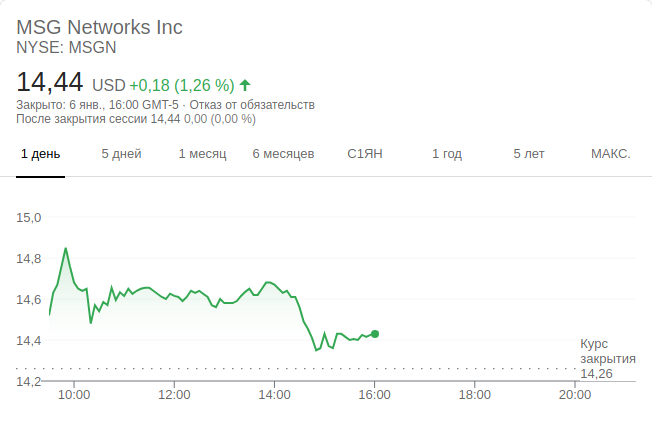 MSG Networks Inc
NYSE: MSGN
14,44 USD +0,18 (1,26 %)
Закрыто: 6 янв., 16:00 GMT-5 · Отказ от обязательств
После закрытия сессии 14,44 0,00 (0,00 %)
1 день 5 дней 1 месяц 6 месяцев С1ЯН 1 год 5 лет МАКС.
15,0
14,8
14,6
14,4
Курс
закрытия
14,26
14,2
10:00 12:00 14:00 16:00 18:00 20:00